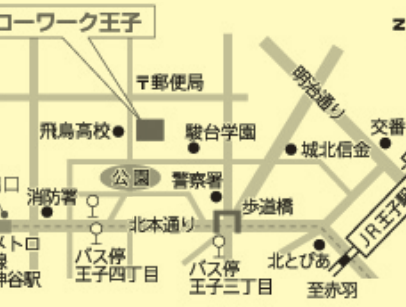 ローワーク王子
z
〒郵便局
明治通り
飛鳥高校
駿台学園
交番
城北信金
公園
警察署
口
消防署
歩道橋
北本通り
JR王子駅
メトロ
線
神谷駅
バス停
王子四丁目
バス停
王子三丁目
北とぴあ
至赤羽